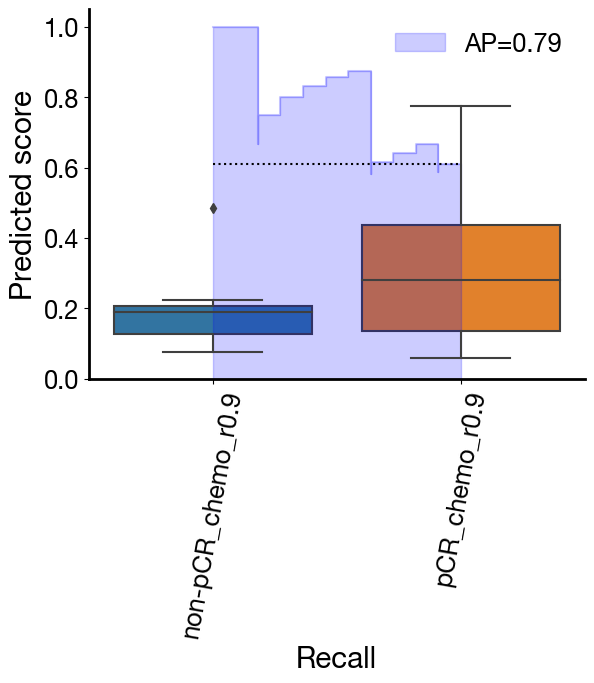 AP=0.79
Predicted score
1.0
0.8
0.6
0.4
0.2
0.0
non-pCR_chemo_r0.9
pCR_chemo_r0.9
Recall